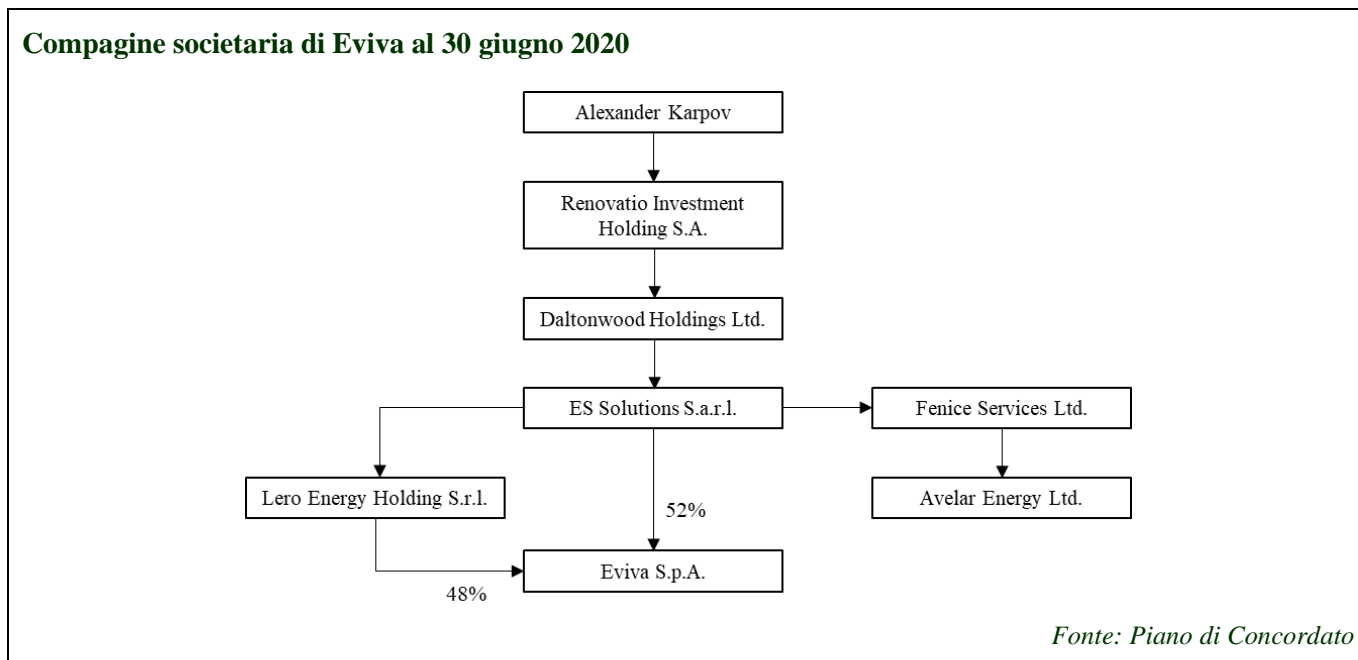 Compagine societaria di Eviva al 30 giugno 2020
Alexander Karpov
Renovatio Investment
Holding S.A.
Daltonwood Holdings Ltd.
ES Solutions S.a.r.l.
Fenice Services Ltd.
Lero Energy Holding S.r.l.
Avelar Energy Ltd.
52%
Eviva S.p.A.
48%
Fonte: Piano di Concordato